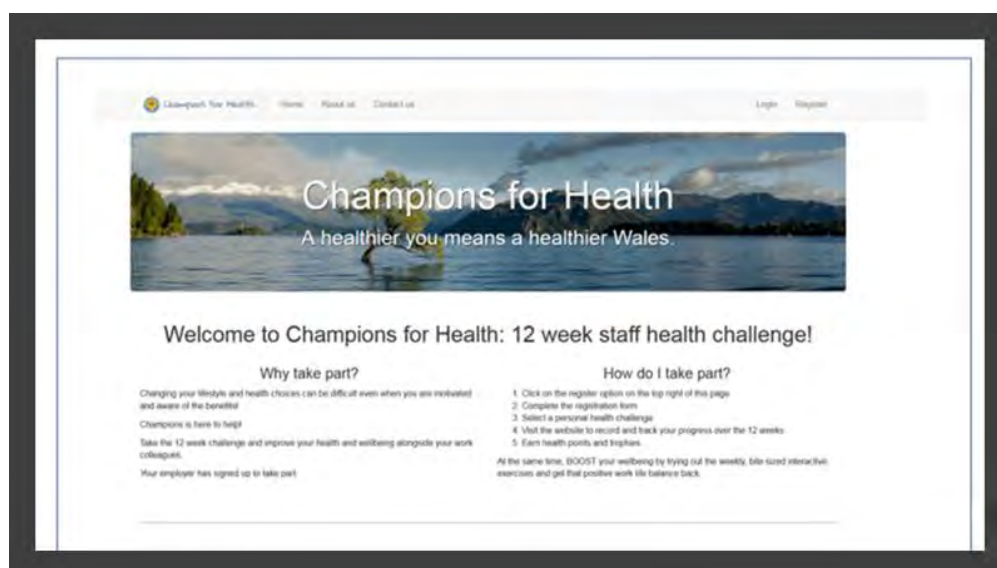 Champions for Health Home About us Contact us Login Register
Champions for Health
A healthier you means a healthier Wales.
Welcome to Champions for Health: 12 week staff health challenge!
Why take part?
Changing your lifestyle and health choices can be difficult even when you are motivated
and aware of the benefits!
Champions is here to help!
Take the 12 week challenge and improve your health and wellbeing alongside your work
colleagues.
Your employer has signed up to take part.
How do I take part?
1. Click on the register option on the top right of this page
2. Complete the registration form
3. Select a personal health challenge
4. Visit the website to record and track your progress over the 12 weeks
5. Earn health points and trophies
At the same time, BOOST your wellbeing by trying out the weekly, bite sized interactive
exercises and get that positive work life balance back.